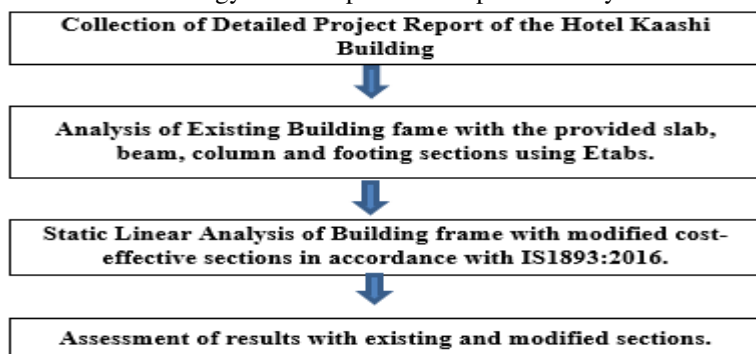 Collection of Detailed Project Report of the Hotel Kaashi
Building
Analysis of Existing Building fame with the provided slab,
beam, column and footing sections using Etabs.
Static Linear Analysis of Building frame with modified cost-
effective sections in accordance with IS1893:2016.
Assessment of results with existing and modified sections.